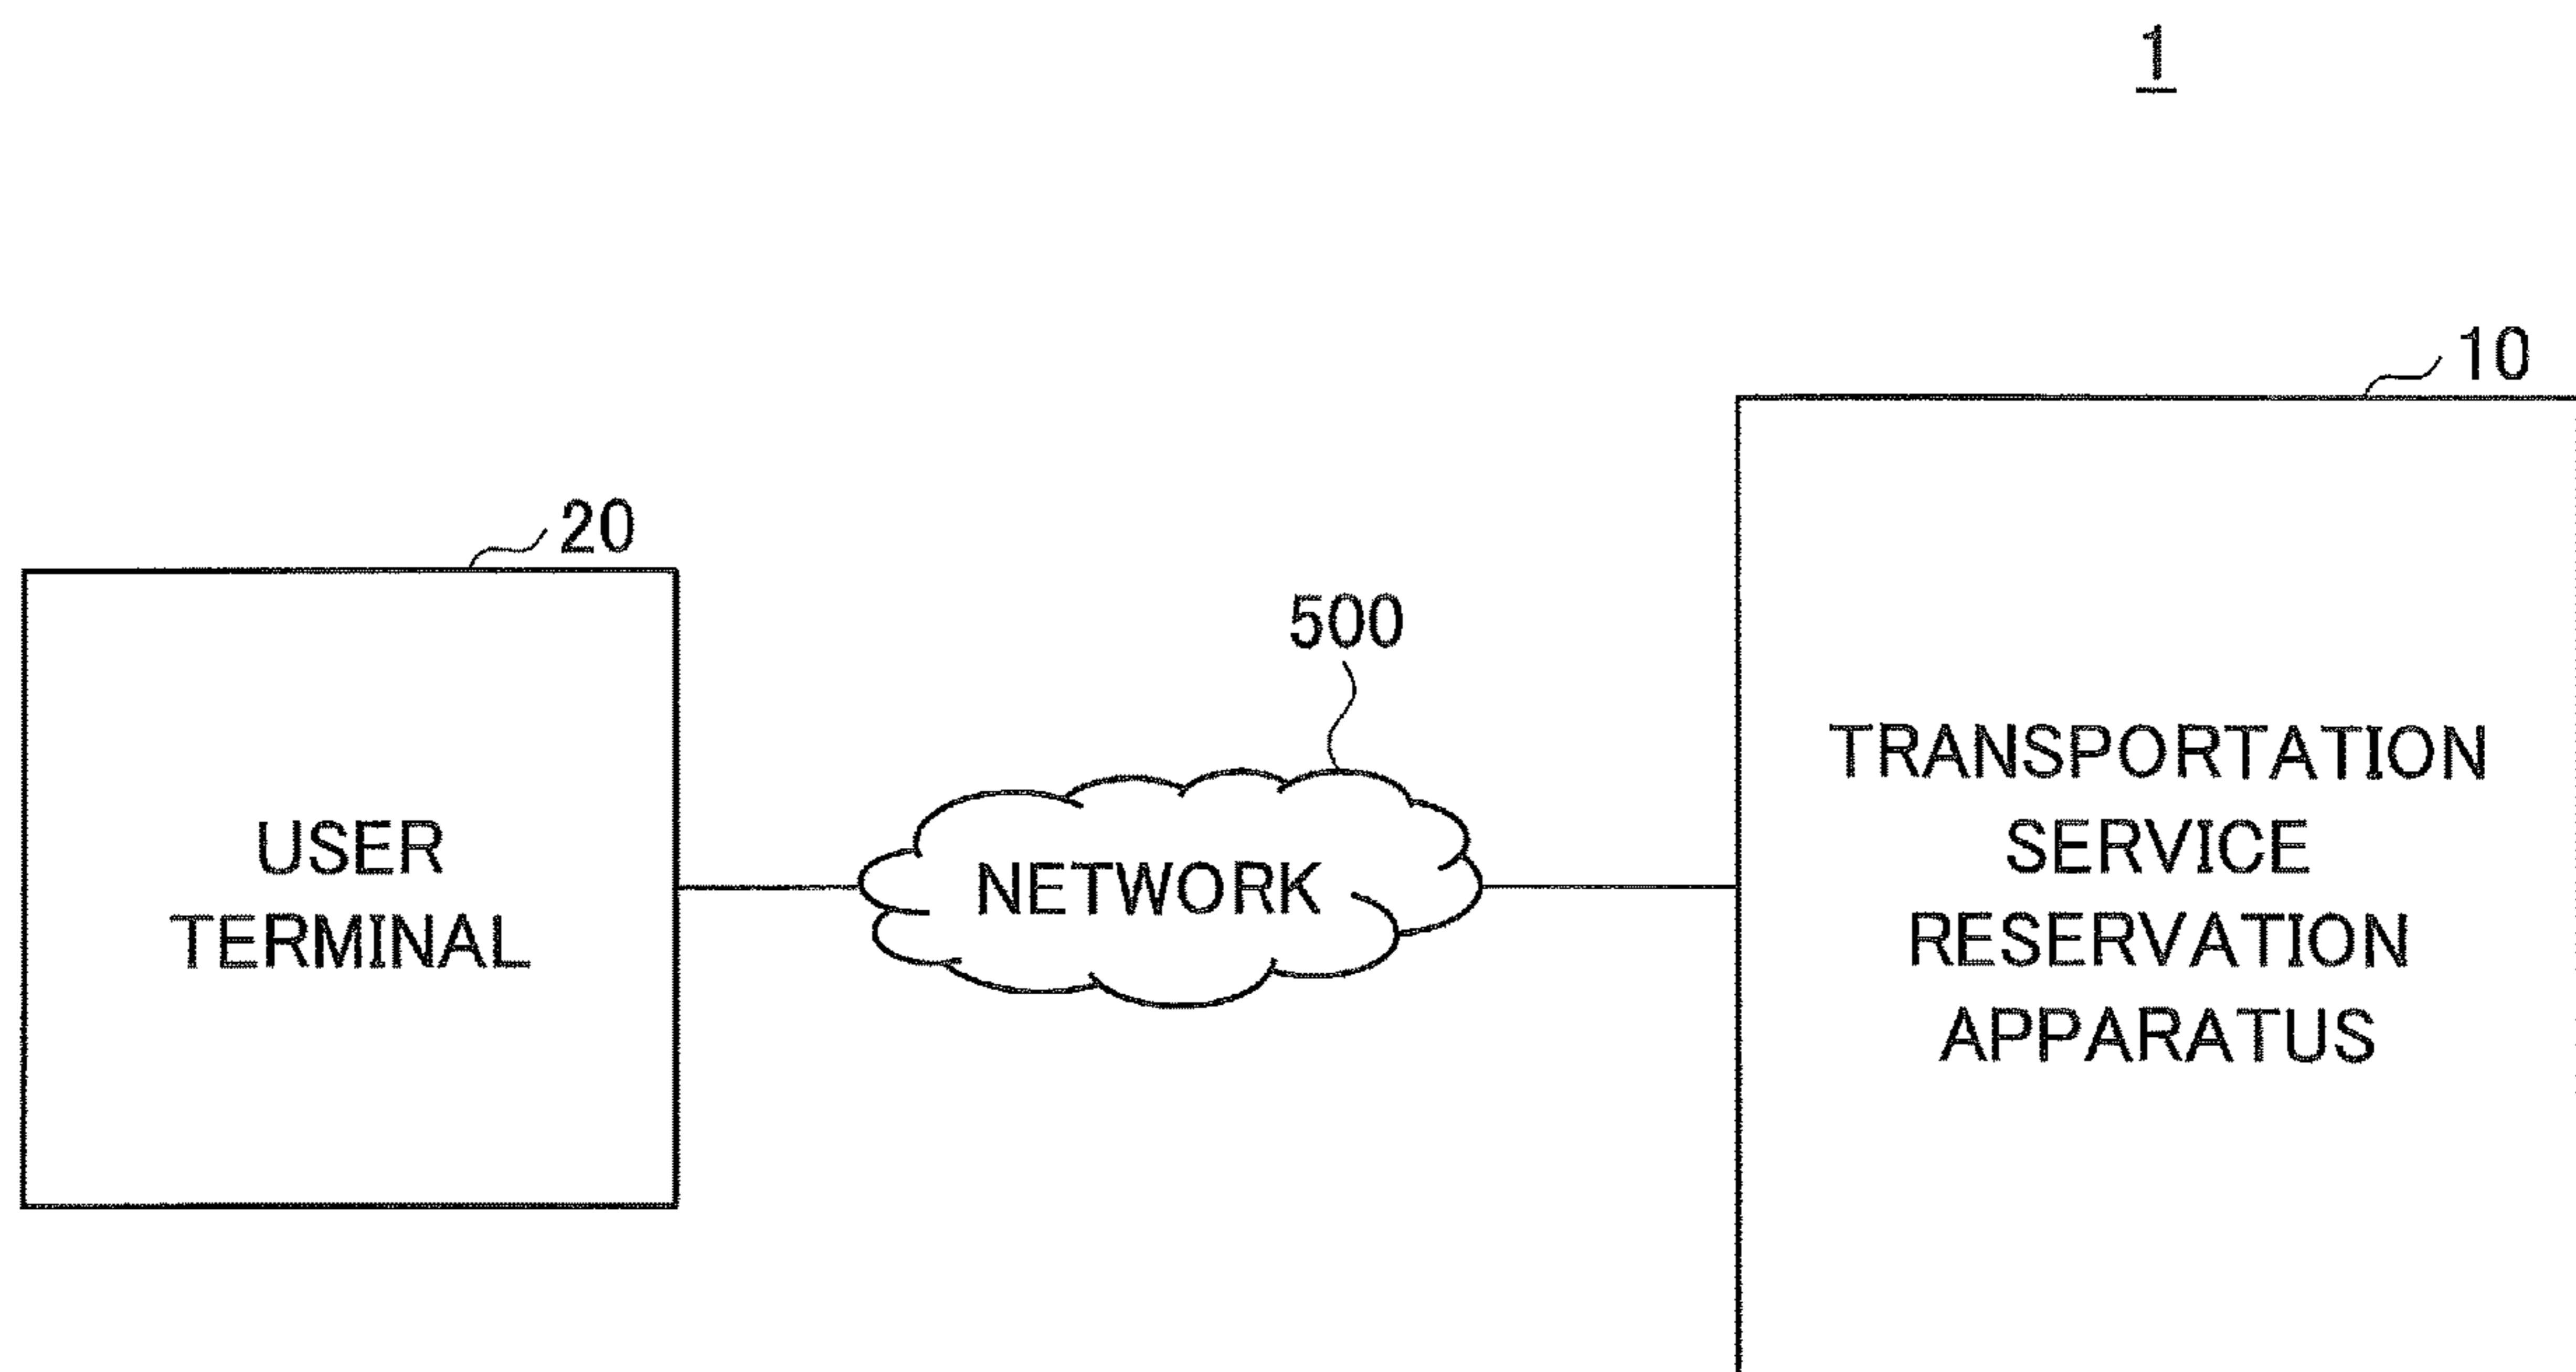 1
10
20
500
USER
TERMINAL
NETWORK
TRANSPORTATION
SERVICE
RESERVATION
APPARATUS